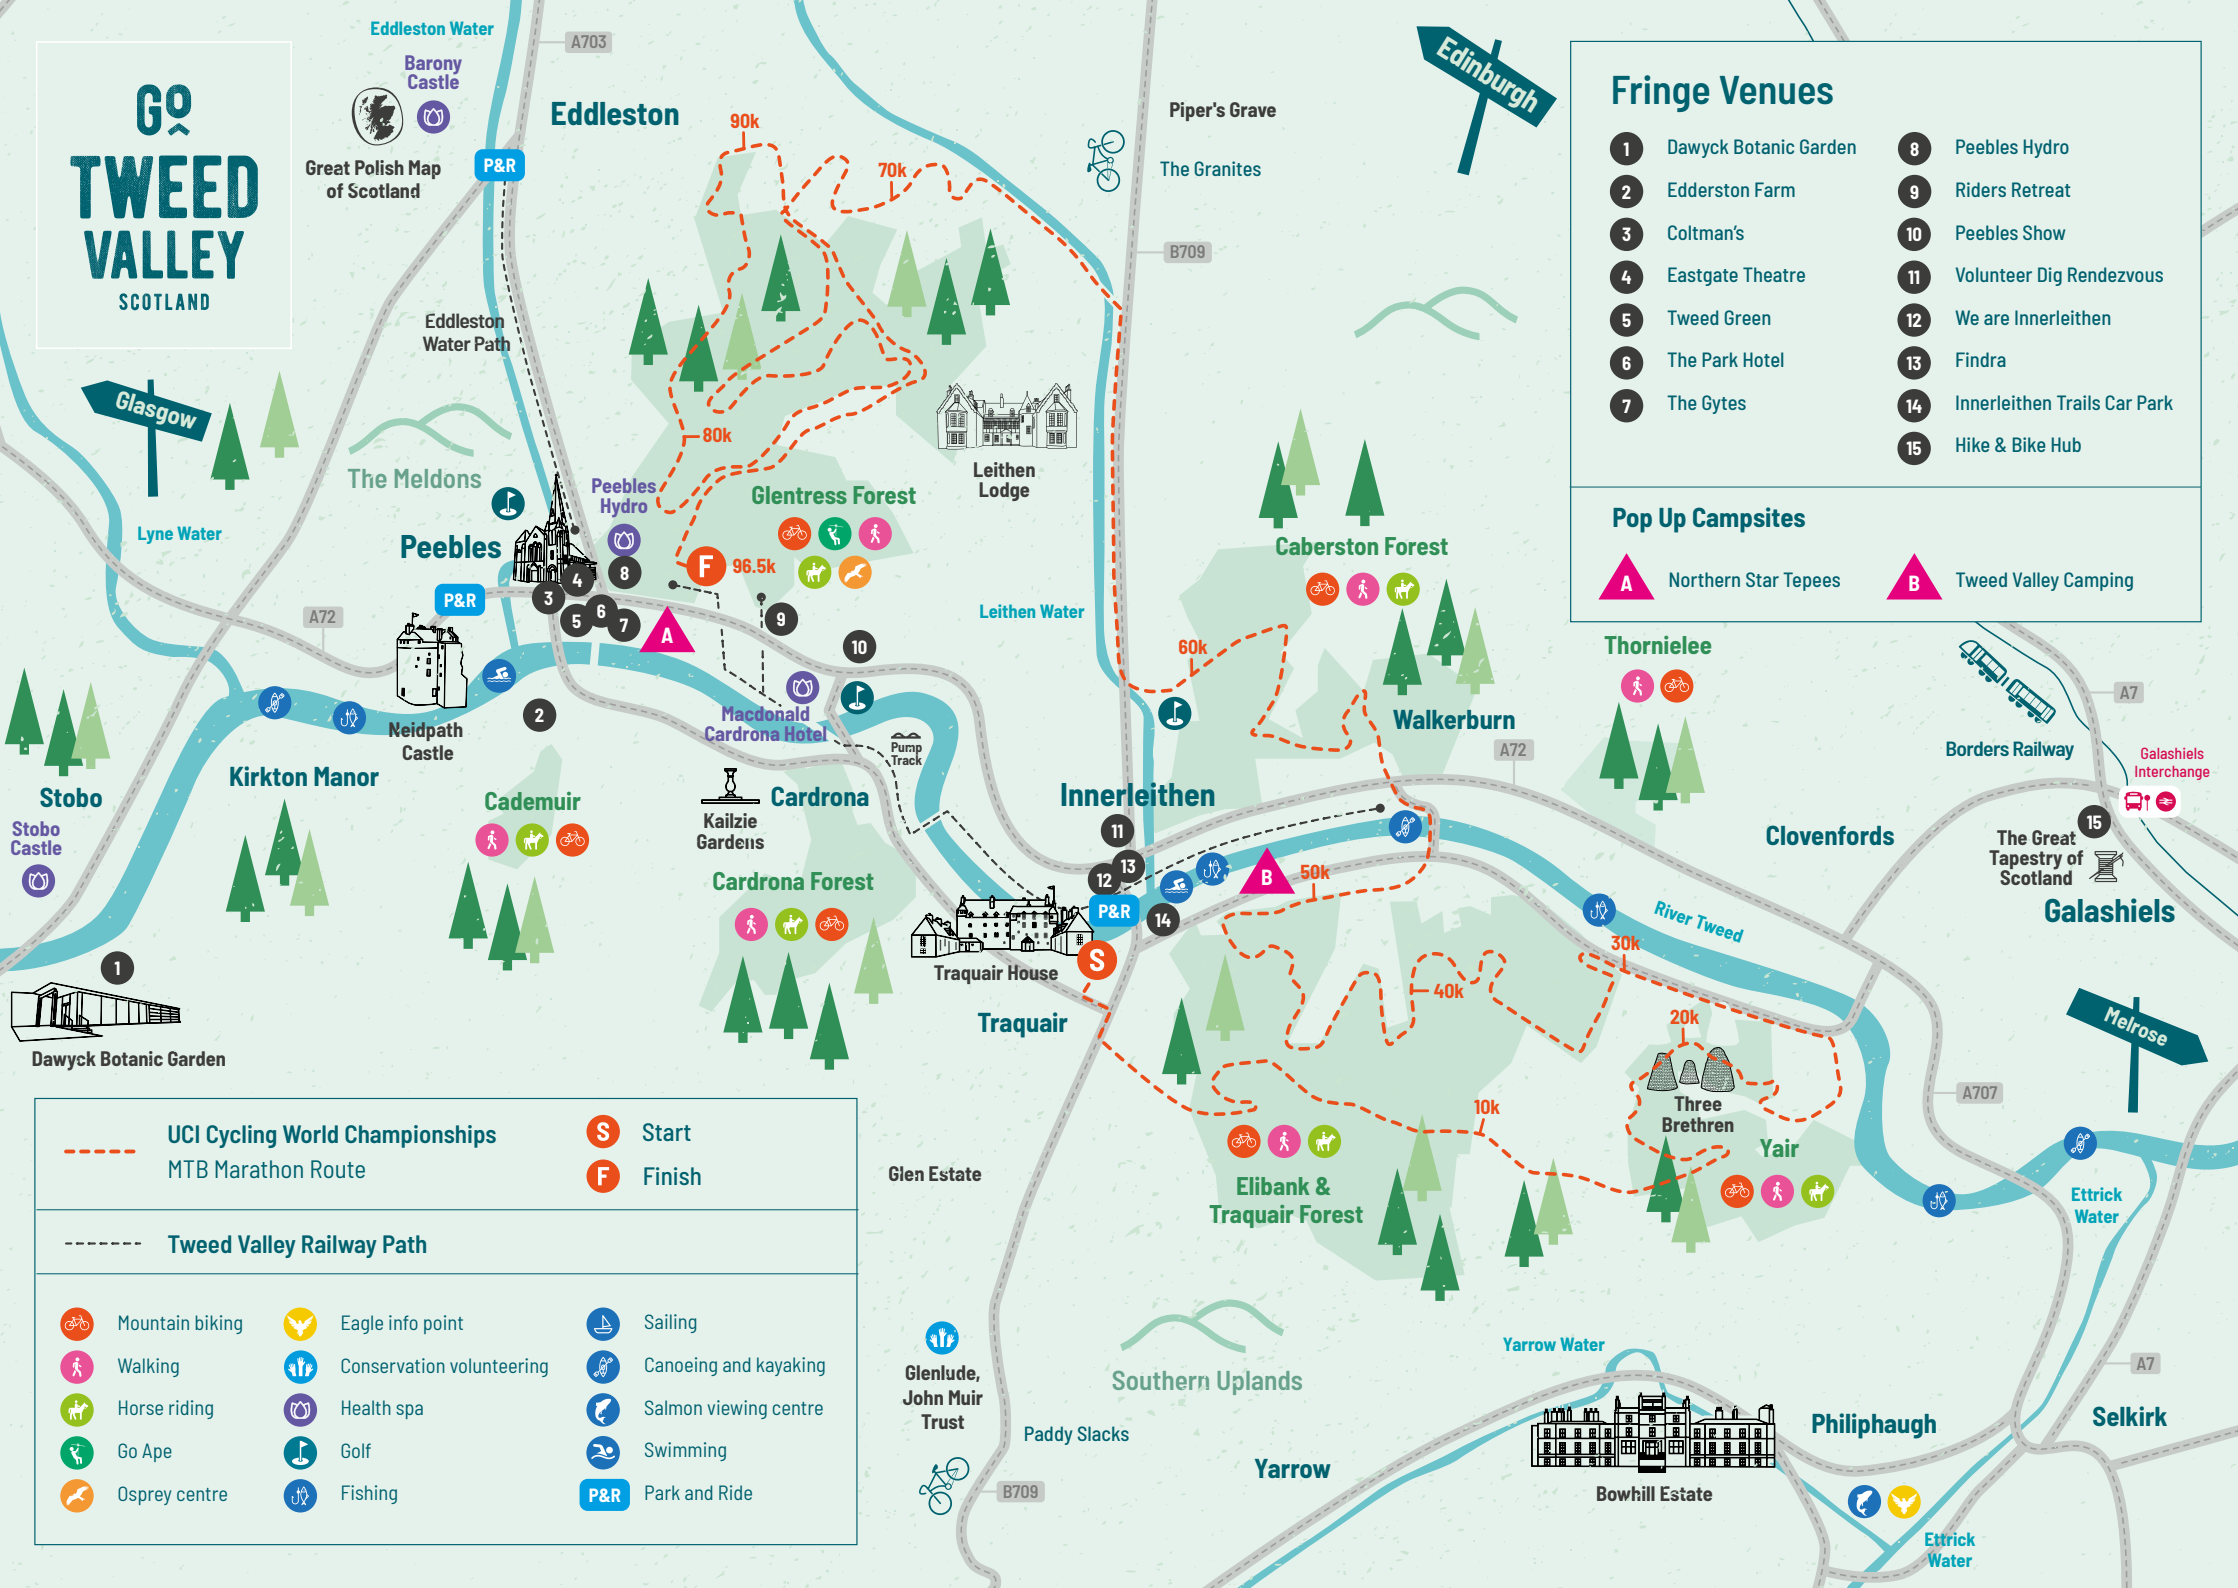 GO
TWEED
VALLEY
SCOTLAND
Eddleston Water
Barony
Castle
Great Polish Map
of Scotland
P&R
A703
Eddleston
90k
70k
Piper's Grave
The Granites
B709
Edinburgh
Fringe Venues
1 Dawyck Botanic Garden
2 Edderston Farm
3 Coltman's
4 Eastgate Theatre
5 Tweed Green
6 The Park Hotel
7 The Gytes
8 Peebles Hydro
9 Riders Retreat
10 Peebles Show
11 Volunteer Dig Rendezvous
12 We are Innerleithen
13 Findra
14 Innerleithen Trails Car Park
15 Hike & Bike Hub
Pop Up Campsites
A Northern Star Tepees
B Tweed Valley Camping
Eddleston
Water Path
Glasgow
The Meldons
Lyne Water
Peebles
P&R
A72
80k
Peebles
Hydro
Glentress Forest
F
96.5k
Leithen
Lodge
Leithen Water
4
8
3
5
6
7
A
9
10
2
Neidpath
Castle
Macdonald
Cardrona Hotel
Pump
Track
Kirkton Manor
Stobo
Stobo
Castle
Cademuir
Kailzie
Gardens
Cardrona
Cardrona Forest
1
Dawyck Botanic Garden
Caberston Forest
60k
Walkerburn
A72
Thornielee
A7
Borders Railway
Galashiels
Interchange
15
The Great
Tapestry of
Scotland
Galashiels
Clovenfords
Innerleithen
11
13
12
P&R
14
B
50k
Traquair House
S
Traquair
River Tweed
30k
40k
20k
Three
Brethren
10k
Yair
Melrose
A707
Elibank &
Traquair Forest
Glen Estate
Ettrick
Water
Glenlude,
John Muir
Trust
Southern Uplands
Paddy Slacks
B709
Yarrow
Yarrow Water
Bowhill Estate
Philiphaugh
Selkirk
A7
Ettrick
Water
UCI Cycling World Championships
MTB Marathon Route
S Start
F Finish
Tweed Valley Railway Path
Mountain biking
Walking
Horse riding
Go Ape
Osprey centre
Eagle info point
Conservation volunteering
Health spa
Golf
Fishing
Sailing
Canoeing and kayaking
Salmon viewing centre
Swimming
P&R Park and Ride